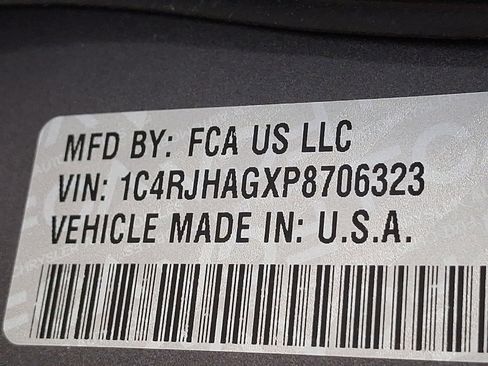 MFD BY: FCA US LLC
VIN: 1C4RJHAGXP8706323
VEHICLE MADE IN: U.S.A.